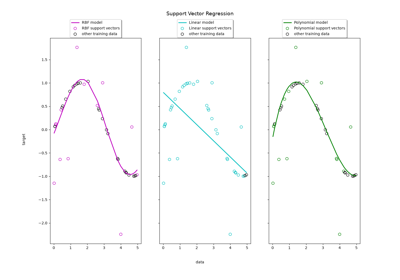 Support Vector Regression
RBF model
RBF support vectors
other training data
Linear model
Linear support vectors
other training data
Polynomial model
Polynomial support vectors
other training data
target
1.5
1.0
0.5
0.0
−0.5
−1.0
−1.5
−2.0
0 1 2 3 4 5
0 1 2 3 4 5
0 1 2 3 4 5
data